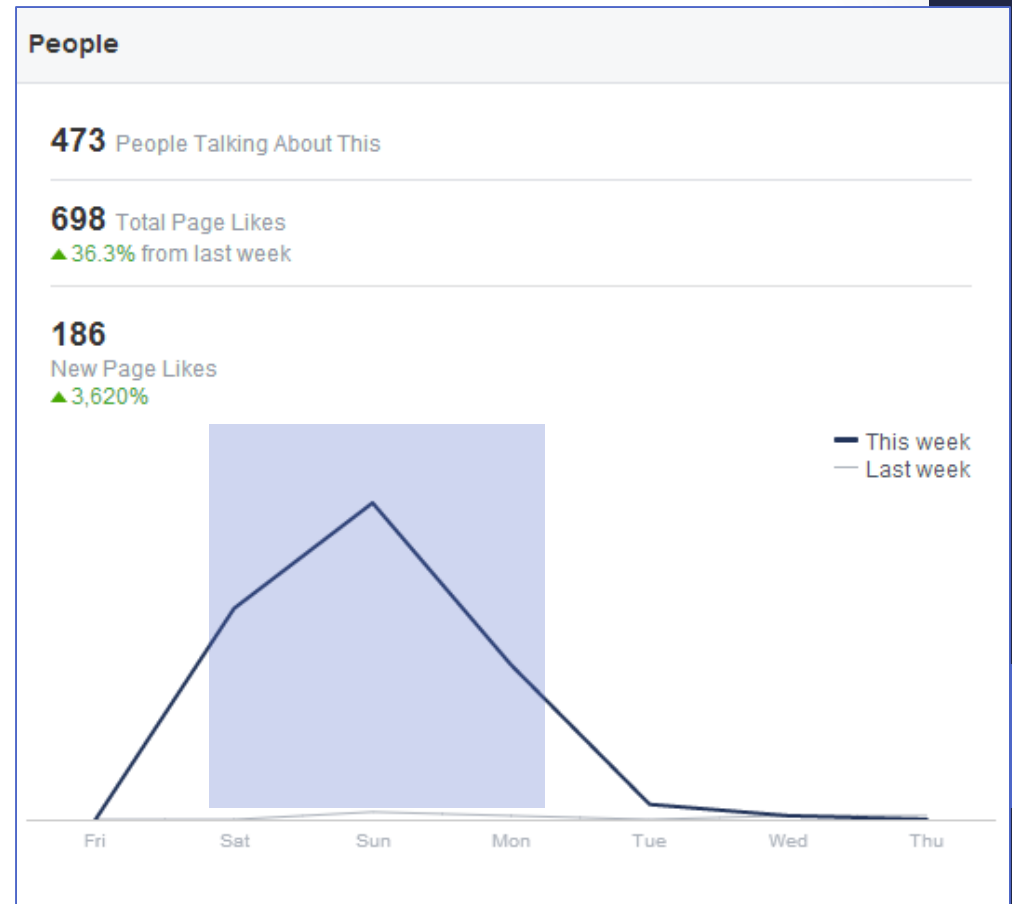 People
473 People Talking About This
698 Total Page Likes
▲36.3% from last week
186
New Page Likes
▲3,620%
This week
Last week
Fri Sat Sun Mon Tue Wed Thu